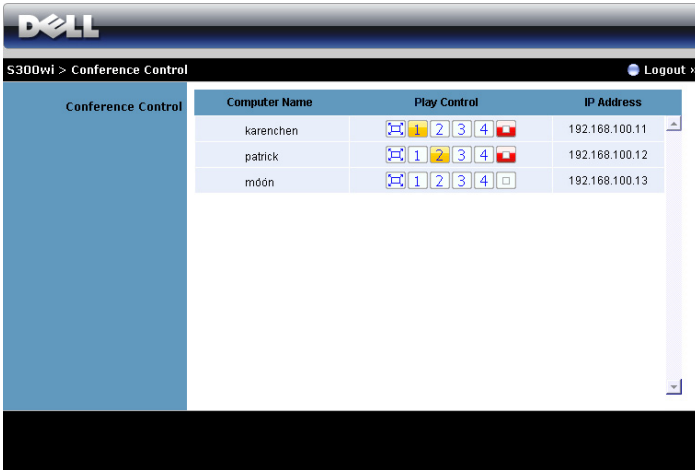 DELL
S300wi > Conference Control
Logout »
Conference Control
Computer Name Play Control IP Address
karenchen 1 2 3 4 192.168.100.11
patrick 1 2 3 4 192.168.100.12
móón 1 2 3 4 192.168.100.13